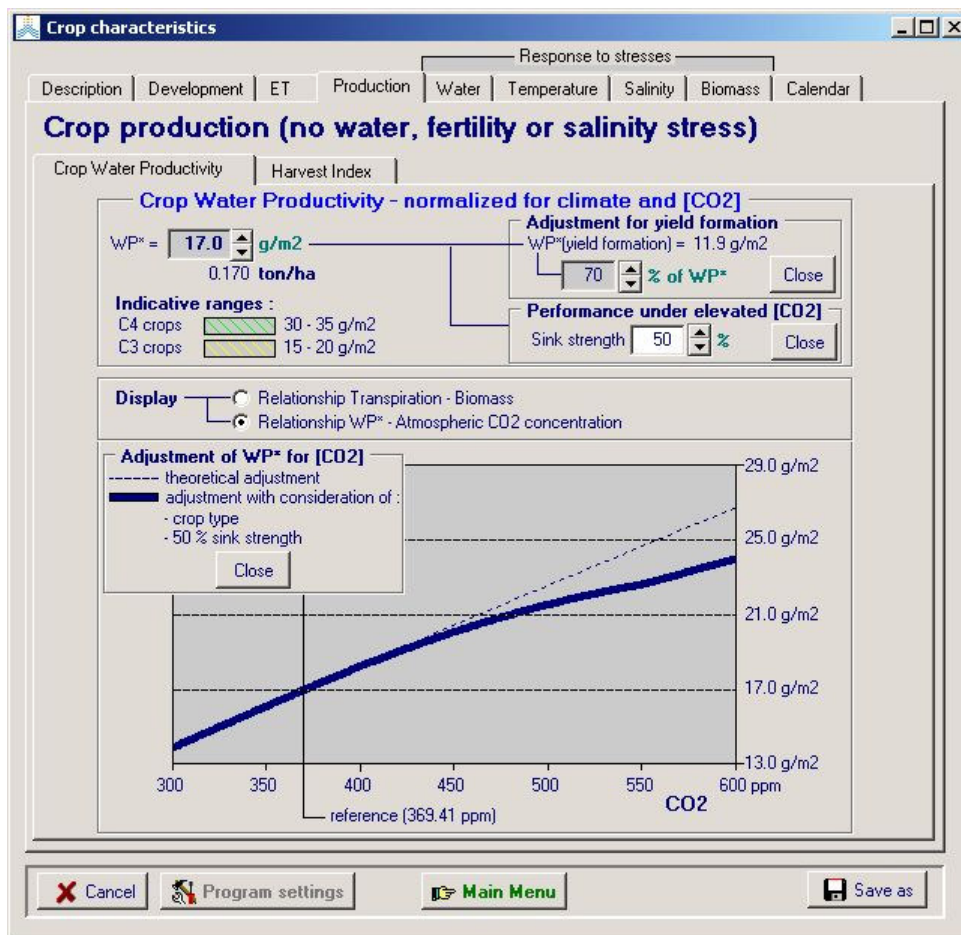 Crop characteristics
Response to stresses
Description Development ET Production Water Temperature Salinity Biomass Calendar
Crop production (no water, fertility or salinity stress)
Crop Water Productivity Harvest Index
Crop Water Productivity - normalized for climate and [CO2]
Adjustment for yield formation
WP* = 17.0 g/m2 WP*(yield formation) = 11.9 g/m2
0.170 ton/ha 70 % of WP* Close
Indicative ranges : Performance under elevated [CO2]
C4 crops 30 - 35 g/m2 Sink strength 50 % Close
C3 crops 15 - 20 g/m2
Display Relationship Transpiration - Biomass
Relationship WP* - Atmospheric CO2 concentration
Adjustment of WP* for [CO2]
theoretical adjustment
adjustment with consideration of :
- crop type
- 50 % sink strength
Close
29.0 g/m2
25.0 g/m2
21.0 g/m2
17.0 g/m2
13.0 g/m2
300 350 400 450 500 550 600 ppm
CO2
reference (369.41 ppm)
Cancel Program settings Main Menu Save as